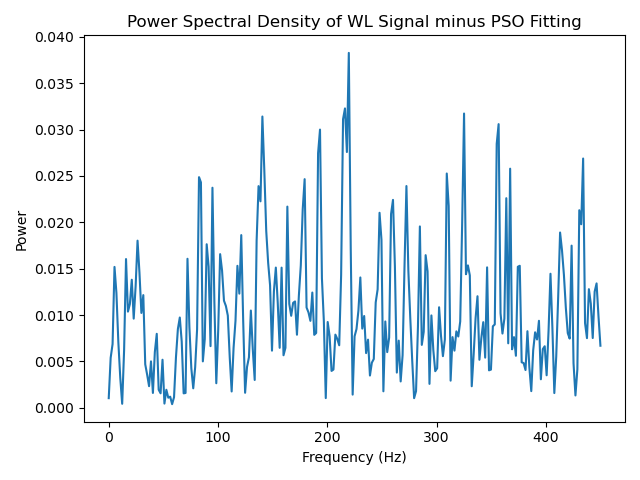 Power Spectral Density of WL Signal minus PSO Fitting
0.040
0.035
0.030
0.025
0.020
0.015
0.010
0.005
0.000
Power
0 100 200 300 400
Frequency (Hz)